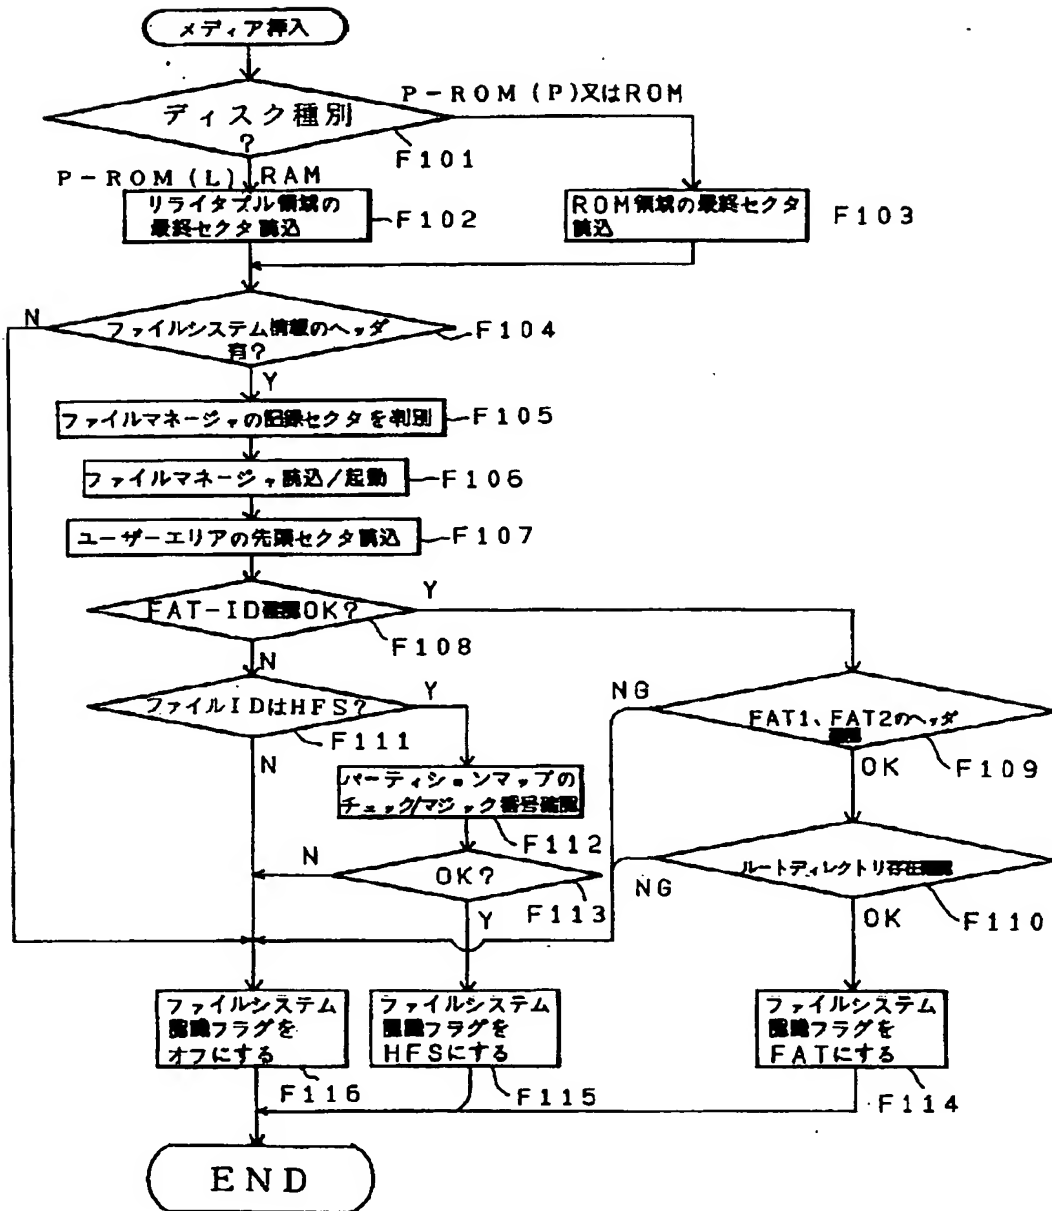 メディア挿入
ディスク種別
?
P-ROM(P)又はROM
F101
P-ROM(L) RAM
リライタブル領域の
最終セクタ読込
F102
ROM領域の最終セクタ
読込
F103
ファイルシステム情報のヘッダ
有?
N
F104
Y
ファイルマネージャの記録セクタを判別
F105
ファイルマネージャ読込/起動
F106
ユーザーエリアの先頭セクタ読込
F107
FAT-ID確認OK?
Y
F108
N
ファイルIDはHFS?
Y
F111
N
NG
FAT1、FAT2のヘッダ
確認
F109
OK
パーティションマップの
チェック/マジック番号確認
F112
OK?
N
F113
Y
ルートディレクトリ存在確認
NG
F110
OK
ファイルシステム
認識フラグを
オフにする
F116
ファイルシステム
認識フラグを
HFSにする
F115
ファイルシステム
認識フラグを
FATにする
F114
END